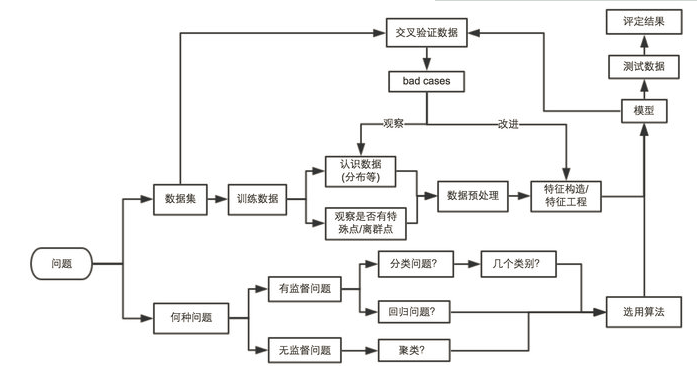 评定结果
交叉验证数据
测试数据
bad cases
模型
观察
改进
认识数据
(分布等)
数据集
训练数据
数据预处理
特征构造/
特征工程
观察是否有特
殊点/离群点
问题
分类问题?
几个类别?
有监督问题
何种问题
回归问题?
选用算法
无监督问题
聚类?